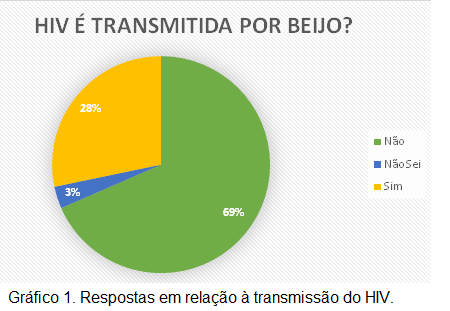 HIV É TRANSMITIDA POR BEIJO?
28%
3%
69%
Não
NãoSei
Sim
Gráfico 1. Respostas em relação à transmissão do HIV.